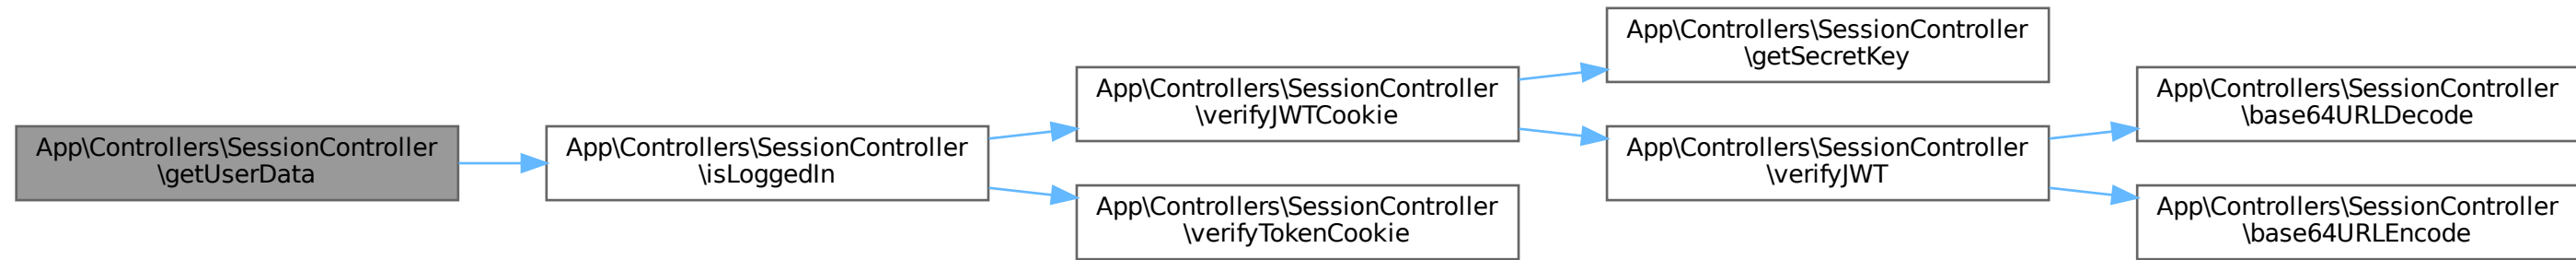 App\Controllers\SessionController
\getUserData
App\Controllers\SessionController
\isLoggedIn
App\Controllers\SessionController
\verifyJWTCookie
App\Controllers\SessionController
\verifyTokenCookie
App\Controllers\SessionController
\getSecretKey
App\Controllers\SessionController
\verifyJWT
App\Controllers\SessionController
\base64URLDecode
App\Controllers\SessionController
\base64URLEncode